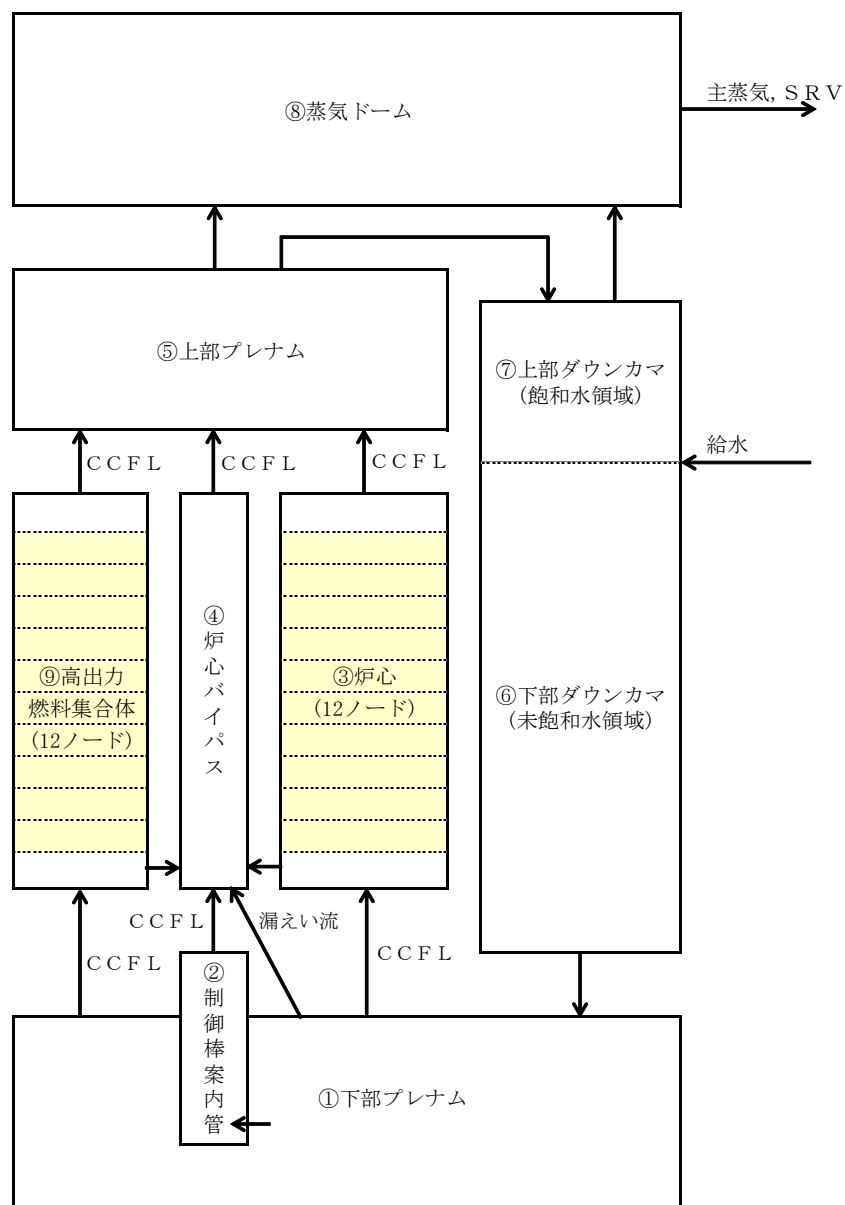 ⑧蒸気ドーム
主蒸気, ＳＲＶ
⑤上部プレナム
⑦上部ダウンカマ
(飽和水領域)
給水
ＣＣＦＬ
ＣＣＦＬ
ＣＣＦＬ
⑨高出力
燃料集合体
(12ノード)
④炉心バイパス
③炉心
(12ノード)
⑥下部ダウンカマ
(未飽和水領域)
ＣＣＦＬ
漏えい流
ＣＣＦＬ
ＣＣＦＬ
②制御棒案内管
①下部プレナム